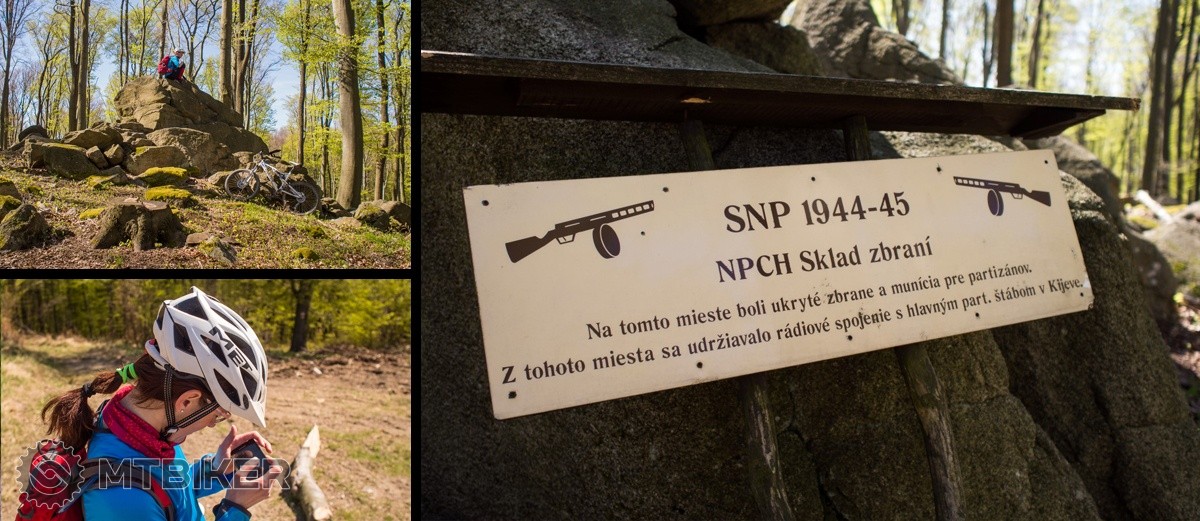 SNP 1944-45
NPCH Sklad zbraní
Na tomto mieste boli ukryté zbrane a munícia pre partizánov.
Z tohoto miesta sa udržiavalo rádiové spojenie s hlavným part. štábom v Kijeve.
MET
MTBIKER